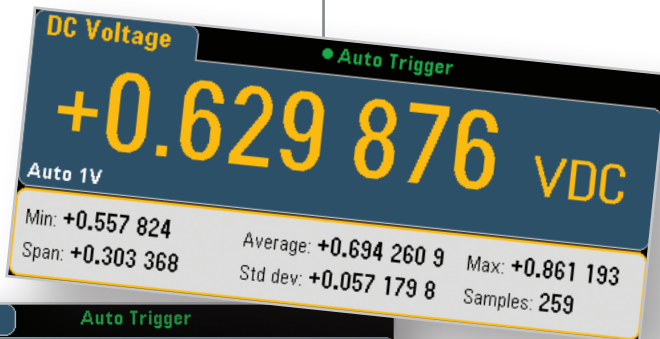 DC Voltage
Auto Trigger
+0.629 876 VDC
Auto 1V
Min: +0.557 824 Average: +0.694 260 9 Max: +0.861 193
Span: +0.303 368 Std dev: +0.057 179 8 Samples: 259
Auto Trigger